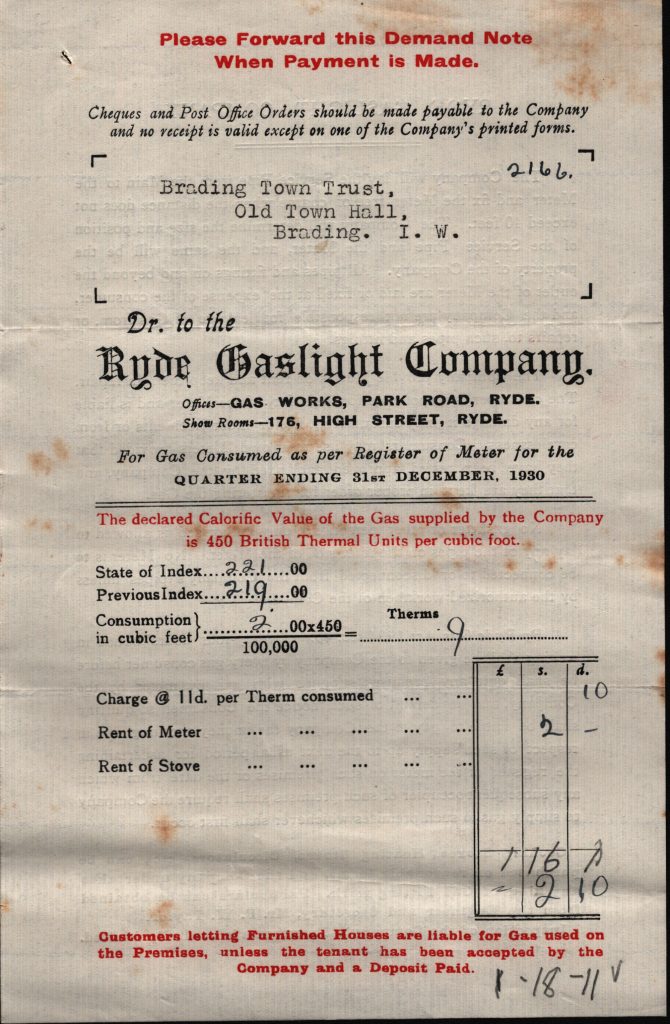 Please Forward this Demand Note
When Payment is Made.
Cheques and Post Office Orders should be made payable to the Company
and no receipt is valid except on one of the Company's printed forms.
2166.
Brading Town Trust,
Old Town Hall,
Brading. I. W.
Dr. to the
Ryde Gaslight Company.
Offices—GAS WORKS, PARK ROAD, RYDE.
Show Rooms—176, HIGH STREET, RYDE.
For Gas Consumed as per Register of Meter for the
QUARTER ENDING 31st DECEMBER, 1930
The declared Calorific Value of the Gas supplied by the Company
is 450 British Thermal Units per cubic foot.
State of Index....221....00
Previous Index....219....00
Consumption in cubic feet} 2 00x450 / 100,000 = Therms 9
£ s. d.
Charge @ 11d. per Therm consumed ... ... 10
Rent of Meter ... ... ... ... ... 2 -
Rent of Stove ... ... ... ... ...
1 16 1
= 2 10
Customers letting Furnished Houses are liable for Gas used on
the Premises, unless the tenant has been accepted by the
Company and a Deposit Paid.
1-18-11